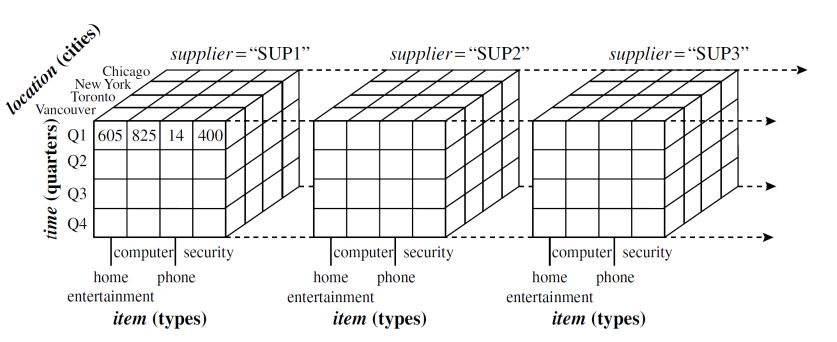 location (cities)
supplier=“SUP1” supplier=“SUP2” supplier=“SUP3”
Chicago
New York
Toronto
Vancouver
time (quarters)
Q1 605 825 14 400
Q2
Q3
Q4
computer security computer security computer security
home phone home phone home phone
entertainment entertainment entertainment
item (types) item (types) item (types)